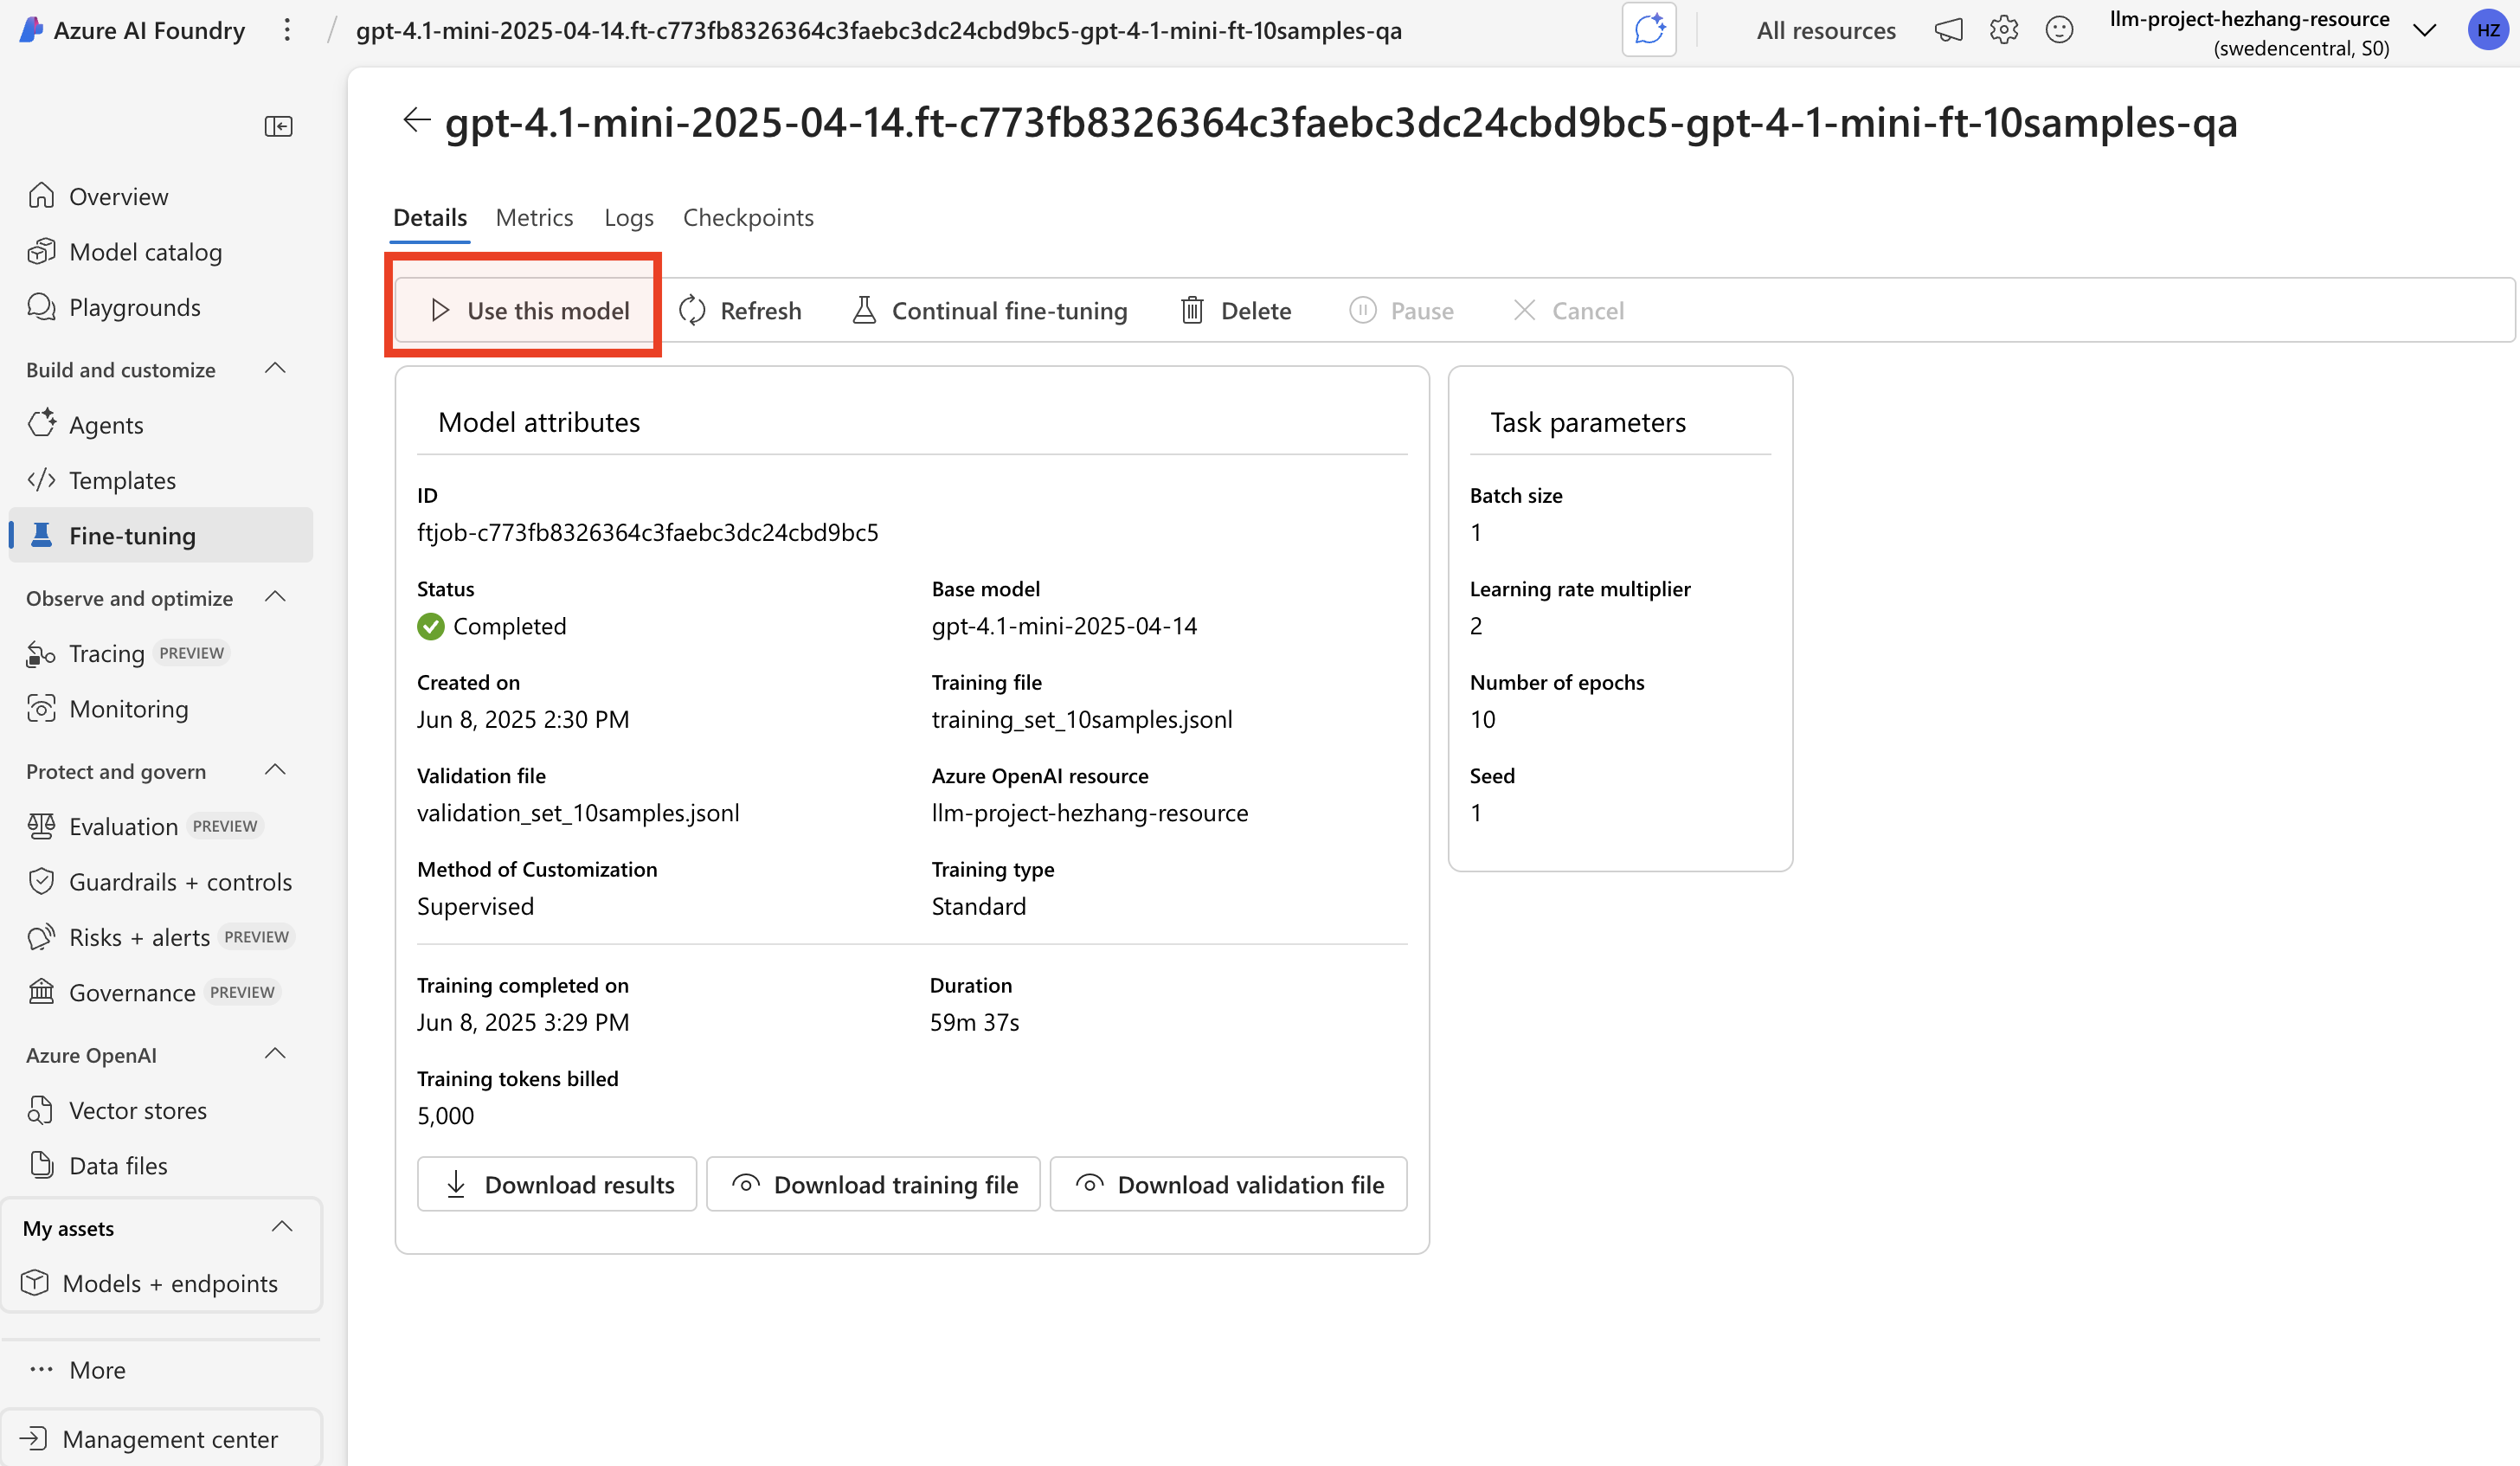 Azure AI Foundry
/ gpt-4.1-mini-2025-04-14.ft-c773fb8326364c3faebc3dc24cbd9bc5-gpt-4-1-mini-ft-10samples-qa
All resources
llm-project-hezhang-resource
(swedencentral, S0)
HZ
Overview
Model catalog
Playgrounds
Build and customize
Agents
Templates
Fine-tuning
Observe and optimize
Tracing PREVIEW
Monitoring
Protect and govern
Evaluation PREVIEW
Guardrails + controls
Risks + alerts PREVIEW
Governance PREVIEW
Azure OpenAI
Vector stores
Data files
My assets
Models + endpoints
More
Management center
gpt-4.1-mini-2025-04-14.ft-c773fb8326364c3faebc3dc24cbd9bc5-gpt-4-1-mini-ft-10samples-qa
Details Metrics Logs Checkpoints
Use this model Refresh Continual fine-tuning Delete Pause Cancel
Model attributes
ID
ftjob-c773fb8326364c3faebc3dc24cbd9bc5
Status
Completed
Base model
gpt-4.1-mini-2025-04-14
Created on
Jun 8, 2025 2:30 PM
Training file
training_set_10samples.jsonl
Validation file
validation_set_10samples.jsonl
Azure OpenAI resource
llm-project-hezhang-resource
Method of Customization
Supervised
Training type
Standard
Training completed on
Jun 8, 2025 3:29 PM
Duration
59m 37s
Training tokens billed
5,000
Download results Download training file Download validation file
Task parameters
Batch size
1
Learning rate multiplier
2
Number of epochs
10
Seed
1